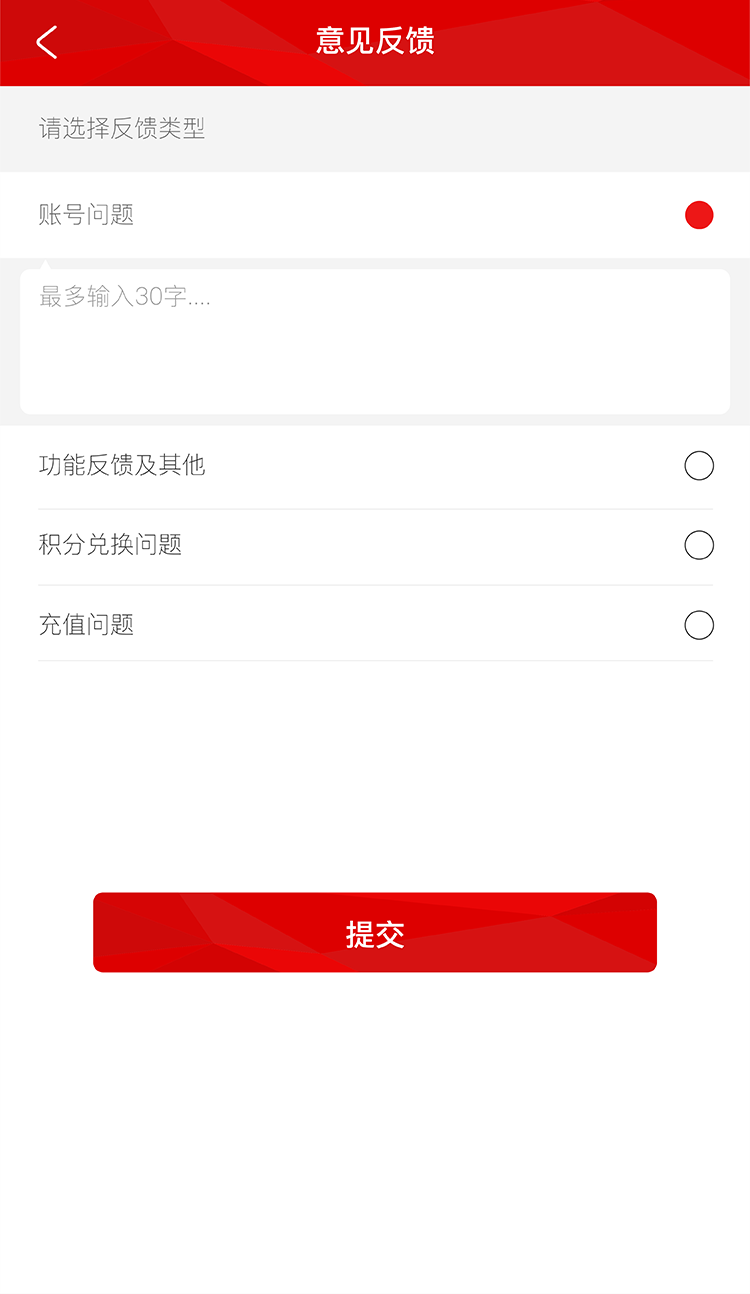 意见反馈
请选择反馈类型
账号问题
最多输入30字....
功能反馈及其他
积分兑换问题
充值问题
提交